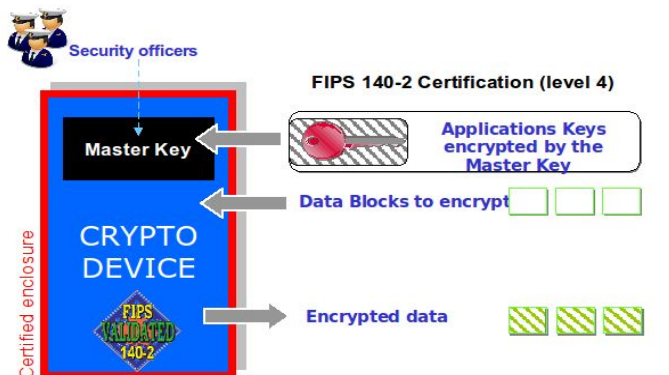 Security officers
FIPS 140-2 Certification (level 4)
Master Key
Applications Keys
encrypted by the
Master Key
Data Blocks to encrypt
CRYPTO
DEVICE
Certified enclosure
FIPS
VALIDATED
140-2
Encrypted data